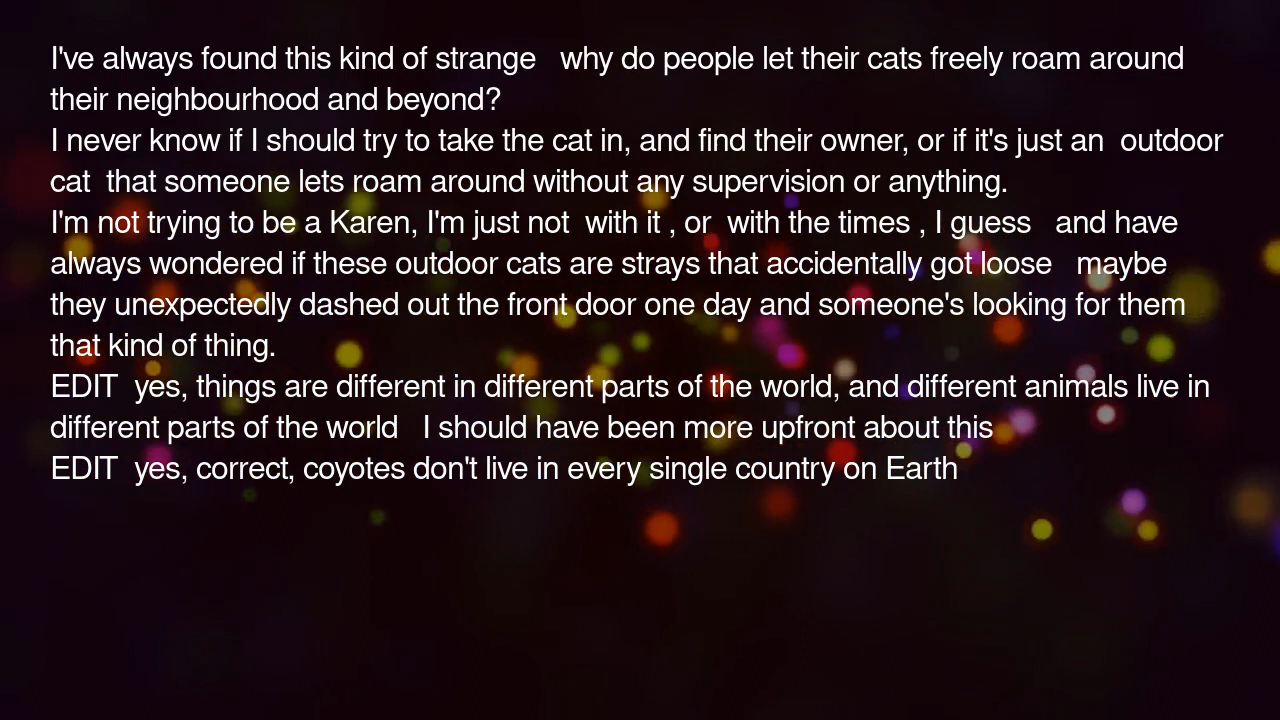 I've always found this kind of strange   why do people let their cats freely roam around
their neighbourhood and beyond?
I never know if I should try to take the cat in, and find their owner, or if it's just an  outdoor
cat  that someone lets roam around without any supervision or anything.
I'm not trying to be a Karen, I'm just not  with it , or  with the times , I guess   and have
always wondered if these outdoor cats are strays that accidentally got loose   maybe
they unexpectedly dashed out the front door one day and someone's looking for them
that kind of thing.
EDIT  yes, things are different in different parts of the world, and different animals live in
different parts of the world   I should have been more upfront about this
EDIT  yes, correct, coyotes don't live in every single country on Earth